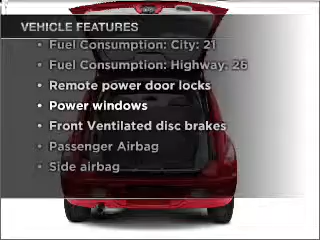 VEHICLE FEATURES
• Fuel Consumption: City: 21
• Fuel Consumption: Highway: 26
• Remote power door locks
• Power windows
• Front Ventilated disc brakes
• Passenger Airbag
• Side airbag